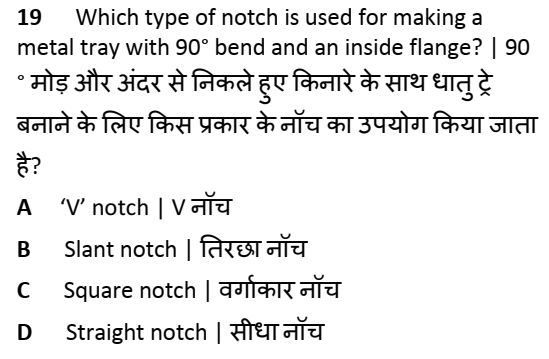 19 Which type of notch is used for making a
metal tray with 90° bend and an inside flange? | 90
° मोड़ और अंदर से निकले हुए किनारे के साथ धातु ट्रे
बनाने के लिए किस प्रकार के नॉच का उपयोग किया जाता
है?
A ‘V’ notch | V नॉच
B Slant notch | तिरछा नॉच
C Square notch | वर्गाकार नॉच
D Straight notch | सीधा नॉच